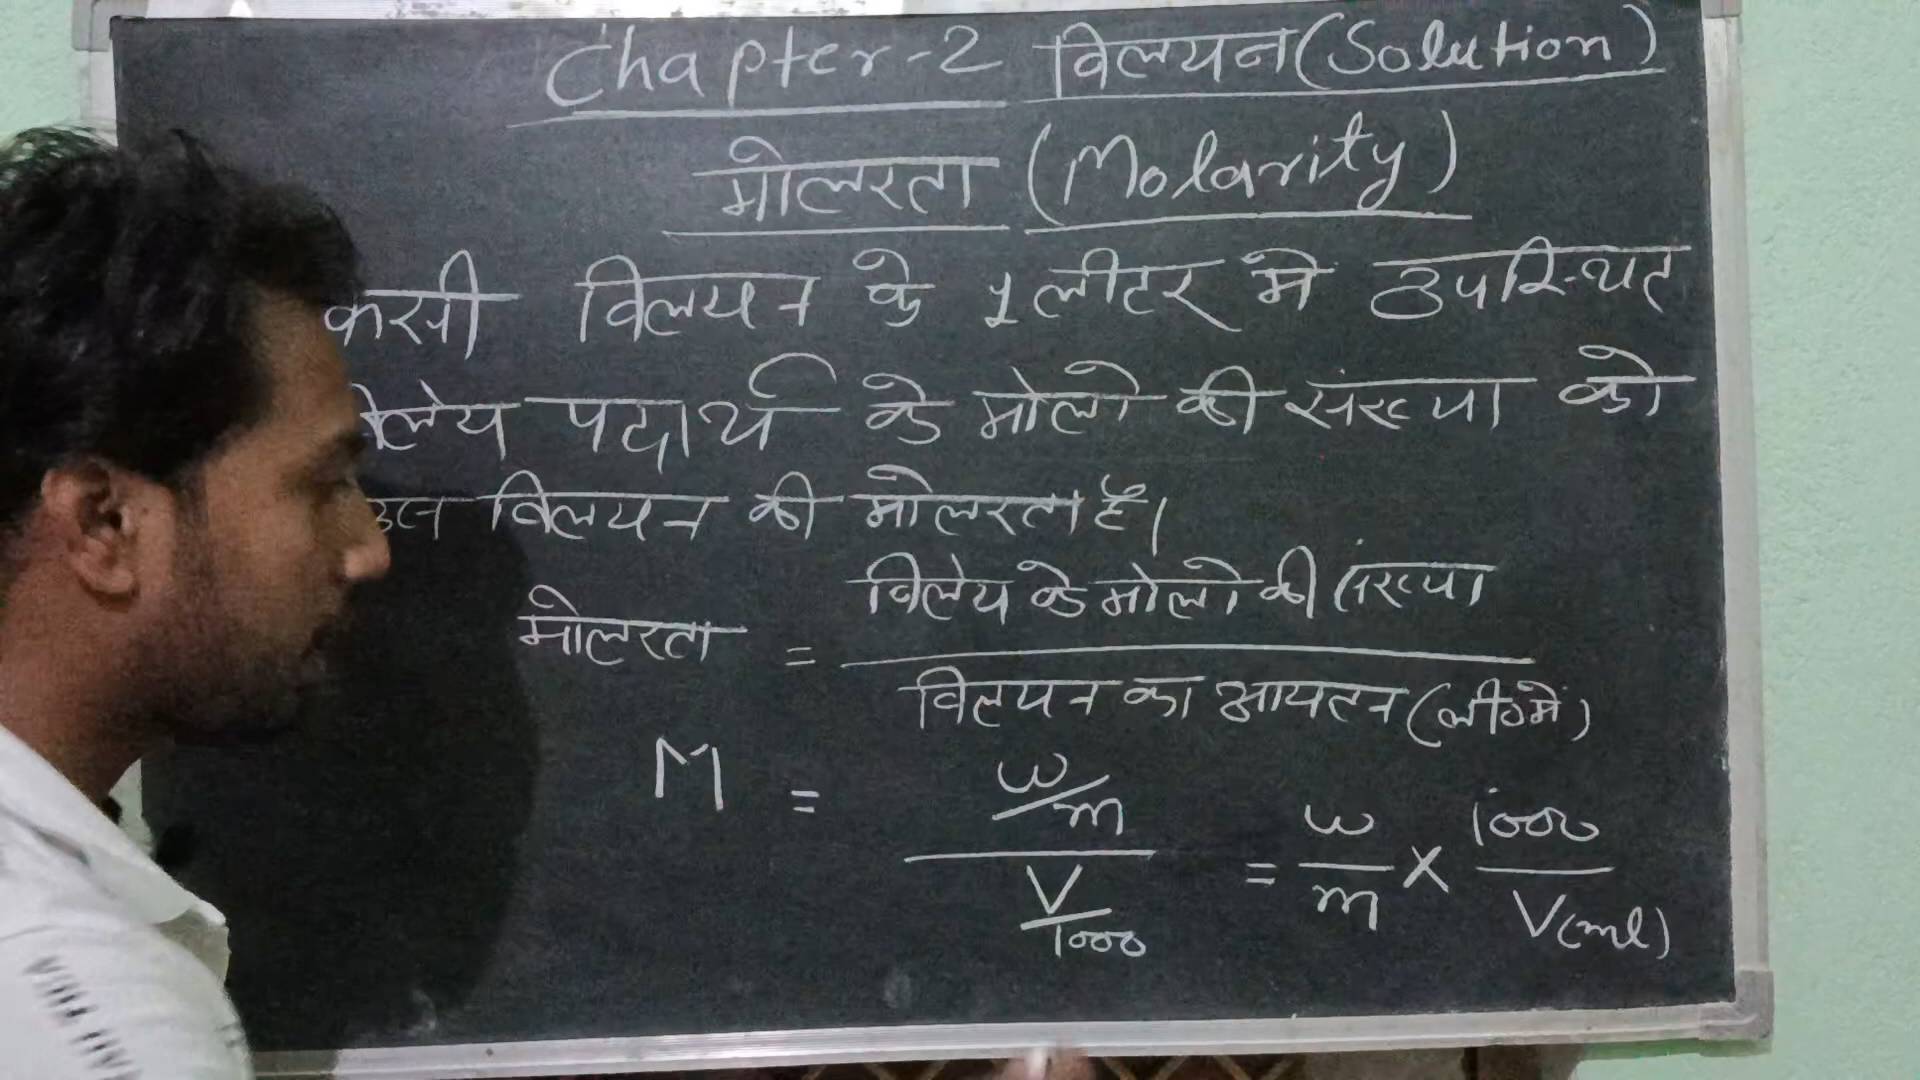 Chapter-2 विलयन (Solution)
मोलरता (Molarity)
किसी विलयन के 1 लीटर मे उपस्थित
विलेय पदार्थ के मोलो की संख्या को
उस विलयन की मोलरता है।
मोलरता = विलेय के मोलो की संख्या / विलयन का आयतन (ली० में)
M = w/m / V/1000 = w/m × 1000/V(ml)